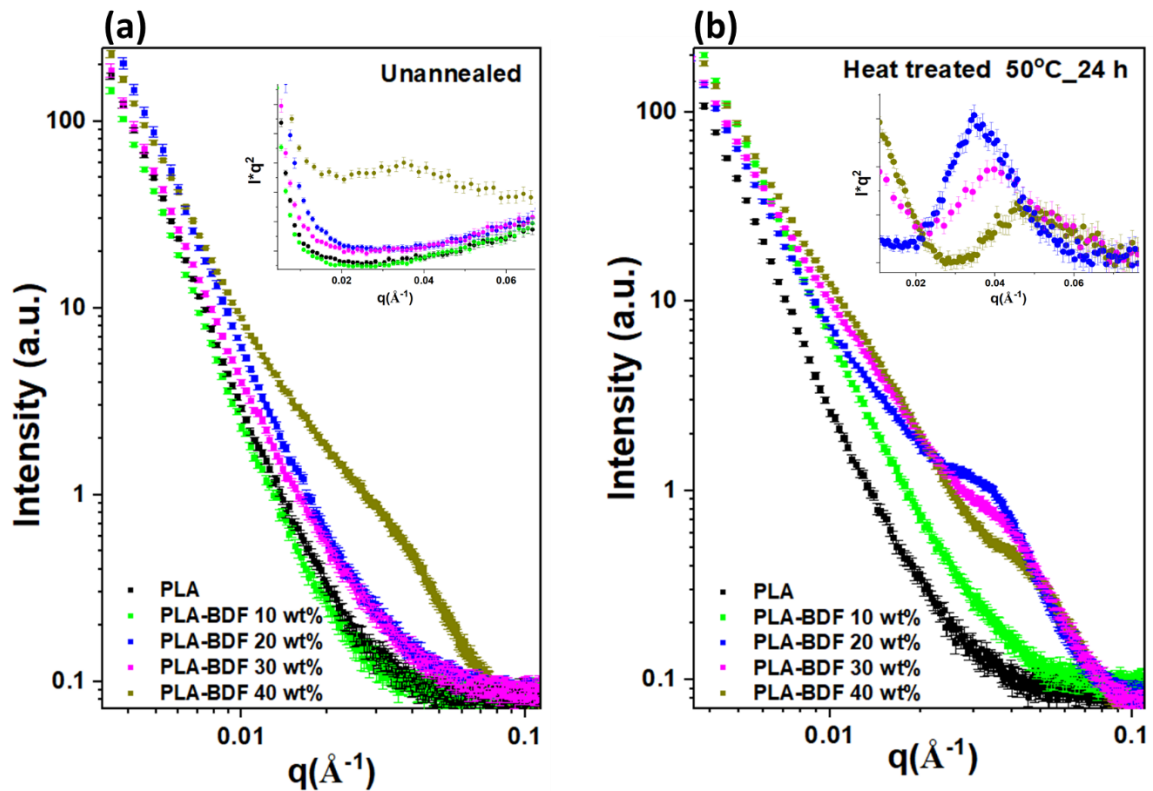 (a)
Unannealed
I*q²
0.02 0.04 0.06
q(Å⁻¹)
100
10
1
0.1
Intensity (a.u.)
PLA
PLA-BDF 10 wt%
PLA-BDF 20 wt%
PLA-BDF 30 wt%
PLA-BDF 40 wt%
0.01 0.1
q(Å⁻¹)
(b)
Heat treated 50°C_24 h
I*q²
0.02 0.04 0.06
q(Å⁻¹)
100
10
1
0.1
Intensity (a.u.)
PLA
PLA-BDF 10 wt%
PLA-BDF 20 wt%
PLA-BDF 30 wt%
PLA-BDF 40 wt%
0.01 0.1
q(Å⁻¹)